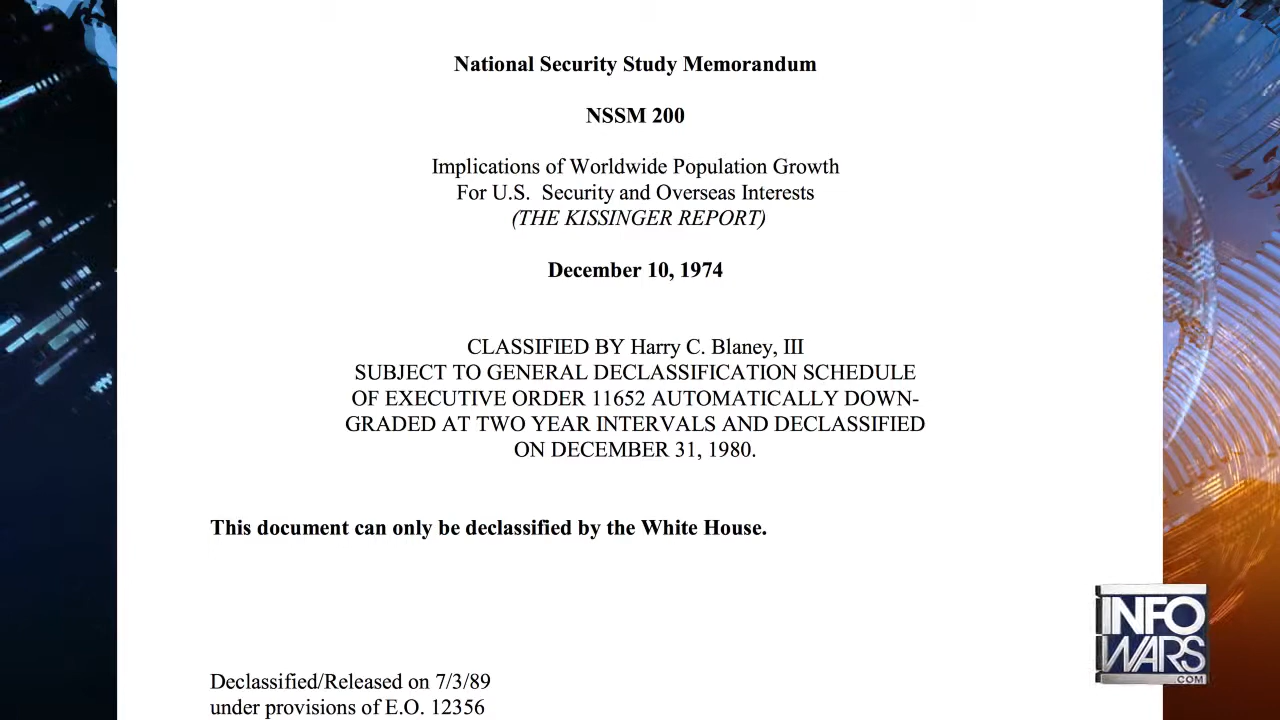 National Security Study Memorandum
NSSM 200
Implications of Worldwide Population Growth
For U.S. Security and Overseas Interests
(THE KISSINGER REPORT)
December 10, 1974
CLASSIFIED BY Harry C. Blaney, III
SUBJECT TO GENERAL DECLASSIFICATION SCHEDULE
OF EXECUTIVE ORDER 11652 AUTOMATICALLY DOWN-
GRADED AT TWO YEAR INTERVALS AND DECLASSIFIED
ON DECEMBER 31, 1980.
This document can only be declassified by the White House.
Declassified/Released on 7/3/89
under provisions of E.O. 12356
INFO
WARS
.COM